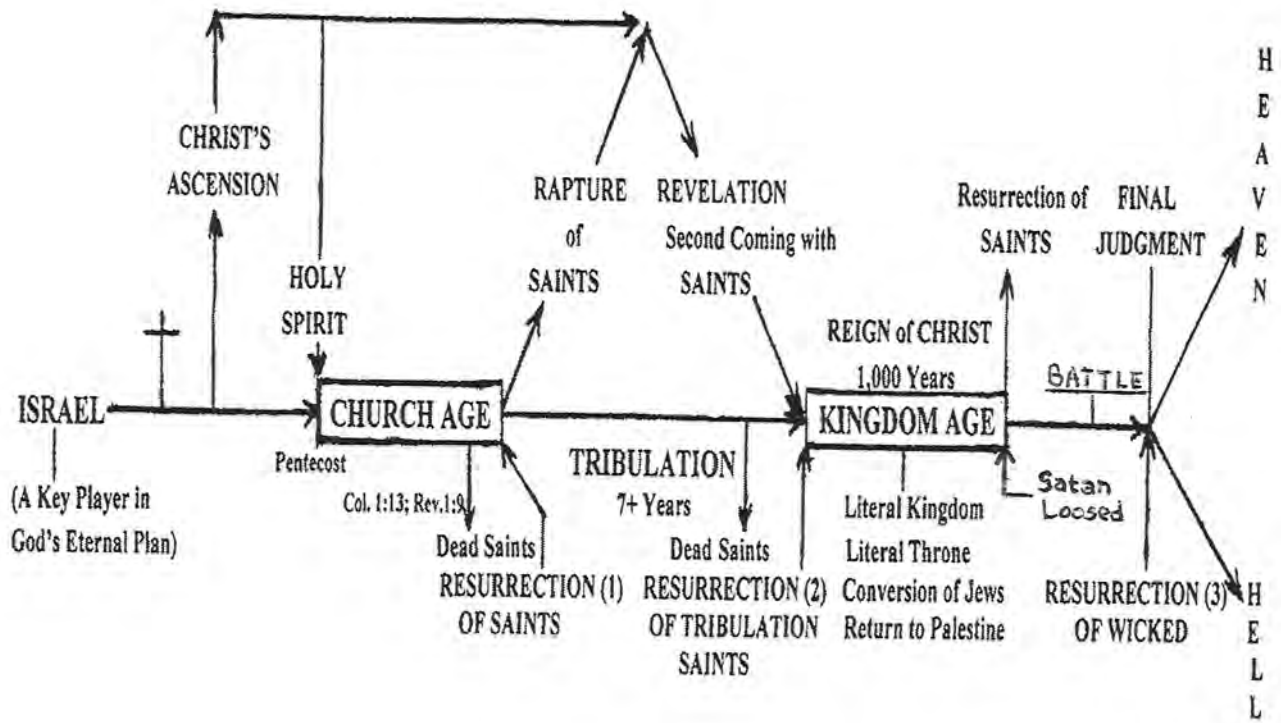 CHRIST'S
ASCENSION
HOLY
SPIRIT
RAPTURE
of
SAINTS
REVELATION
Second Coming with
SAINTS
Resurrection of
SAINTS
FINAL
JUDGMENT
HEAVEN
REIGN of CHRIST
1,000 Years
BATTLE
ISRAEL
CHURCH AGE
KINGDOM AGE
(A Key Player in
God's Eternal Plan)
Pentecost
Col. 1:13; Rev.1:9
Dead Saints
RESURRECTION (1)
OF SAINTS
TRIBULATION
7+ Years
Dead Saints
RESURRECTION (2)
OF TRIBULATION
SAINTS
Literal Kingdom
Literal Throne
Conversion of Jews
Return to Palestine
Satan
Loosed
RESURRECTION (3)
OF WICKED
HELL